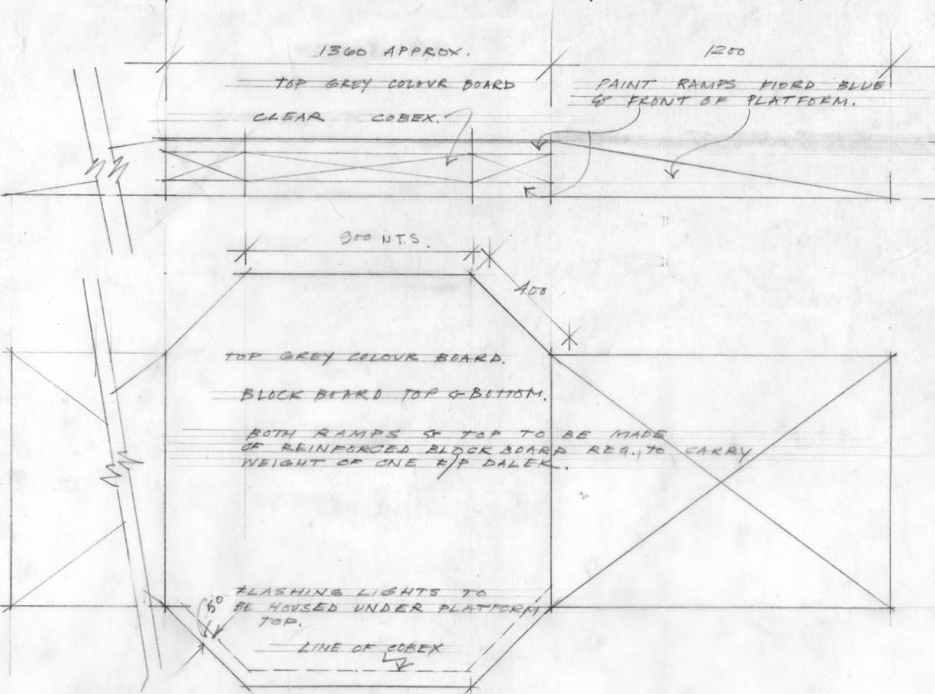 1360 APPROX.
1200
TOP GREY COLOUR BOARD
PAINT RAMPS FIORD BLUE
& FRONT OF PLATFORM.
CLEAR COBEX.
900 N.T.S.
400
TOP GREY COLOUR BOARD.
BLOCK BOARD TOP & BOTTOM.
BOTH RAMPS & TOP TO BE MADE
OF REINFORCED BLOCK BOARD REQ., TO CARRY
WEIGHT OF ONE F/P DALEK.
FLASHING LIGHTS TO
BE HOUSED UNDER PLATFORM
TOP.
LINE OF COBEX